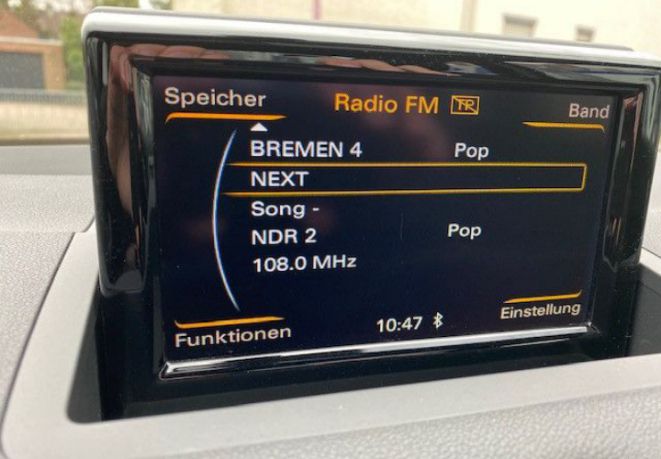 Speicher Radio FM TP Band
BREMEN 4 Pop
NEXT
Song -
NDR 2 Pop
108.0 MHz
Funktionen 10:47 Einstellung